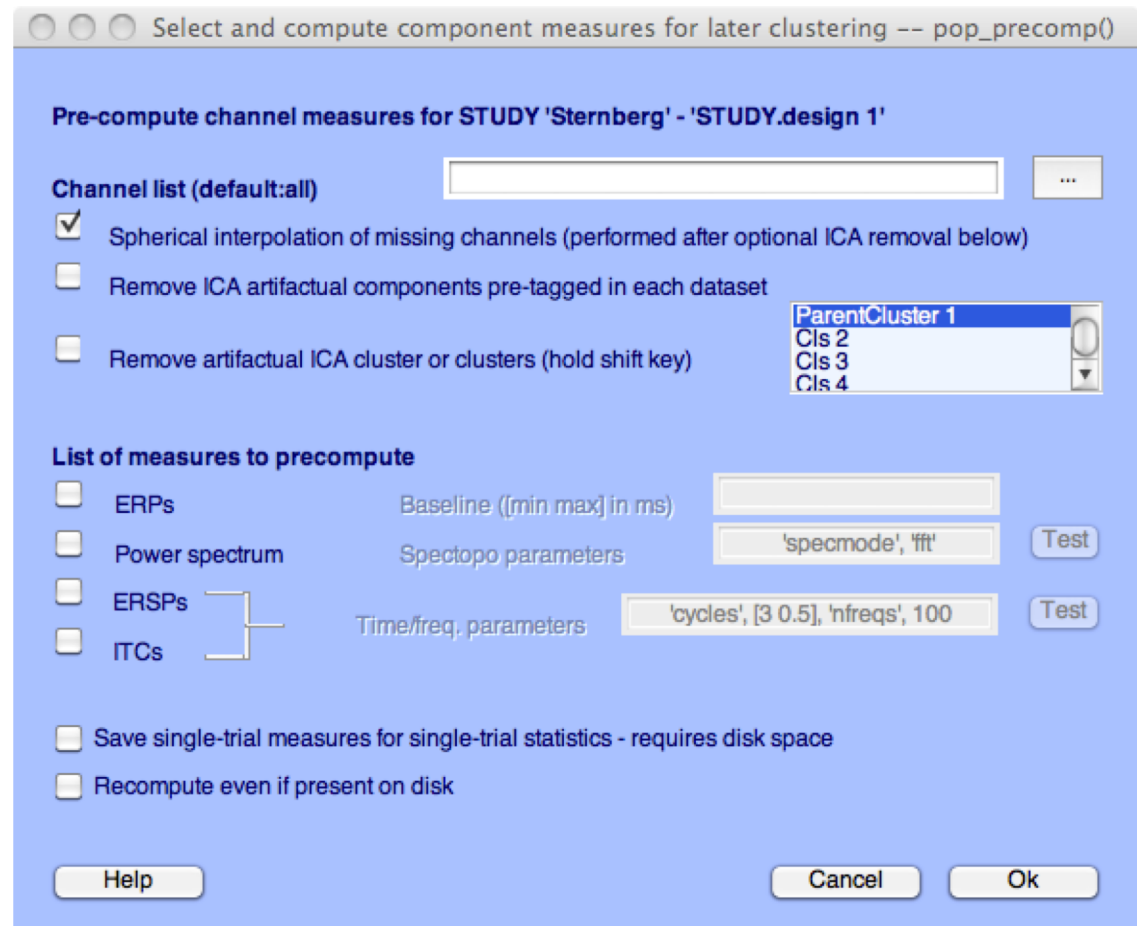 Select and compute component measures for later clustering -- pop_precomp()
Pre-compute channel measures for STUDY 'Sternberg' - 'STUDY.design 1'
Channel list (default:all)
...
Spherical interpolation of missing channels (performed after optional ICA removal below)
Remove ICA artifactual components pre-tagged in each dataset
Remove artifactual ICA cluster or clusters (hold shift key)
ParentCluster 1
Cls 2
Cls 3
Cls 4
List of measures to precompute
ERPs Baseline ([min max] in ms)
Power spectrum Spectopo parameters 'specmode', 'fft' Test
ERSPs
Time/freq. parameters 'cycles', [3 0.5], 'nfreqs', 100 Test
ITCs
Save single-trial measures for single-trial statistics - requires disk space
Recompute even if present on disk
Help Cancel Ok